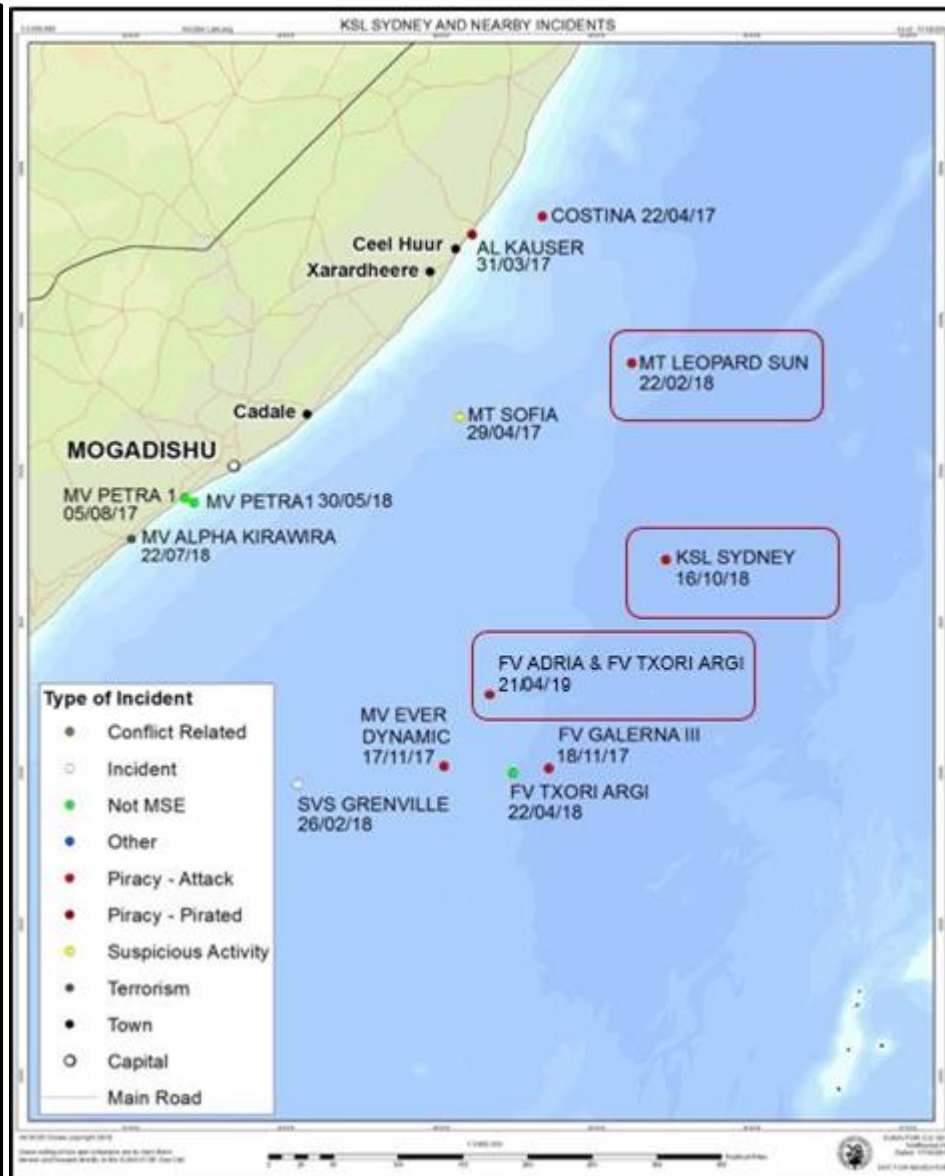 KSL SYDNEY AND NEARBY INCIDENTS
COSTINA 22/04/17
Ceel Huur
AL KAUSER
31/03/17
Xarardheere
MT LEOPARD SUN
22/02/18
Cadale
MT SOFIA
29/04/17
MOGADISHU
MV PETRA 1
05/08/17
MV PETRA1 30/05/18
MV ALPHA KIRAWIRA
22/07/18
KSL SYDNEY
16/10/18
FV ADRIA & FV TXORI ARGI
21/04/19
MV EVER
DYNAMIC
17/11/17
FV GALERNA III
18/11/17
FV TXORI ARGI
22/04/18
SVS GRENVILLE
26/02/18
Type of Incident
Conflict Related
Incident
Not MSE
Other
Piracy - Attack
Piracy - Pirated
Suspicious Activity
Terrorism
Town
Capital
Main Road